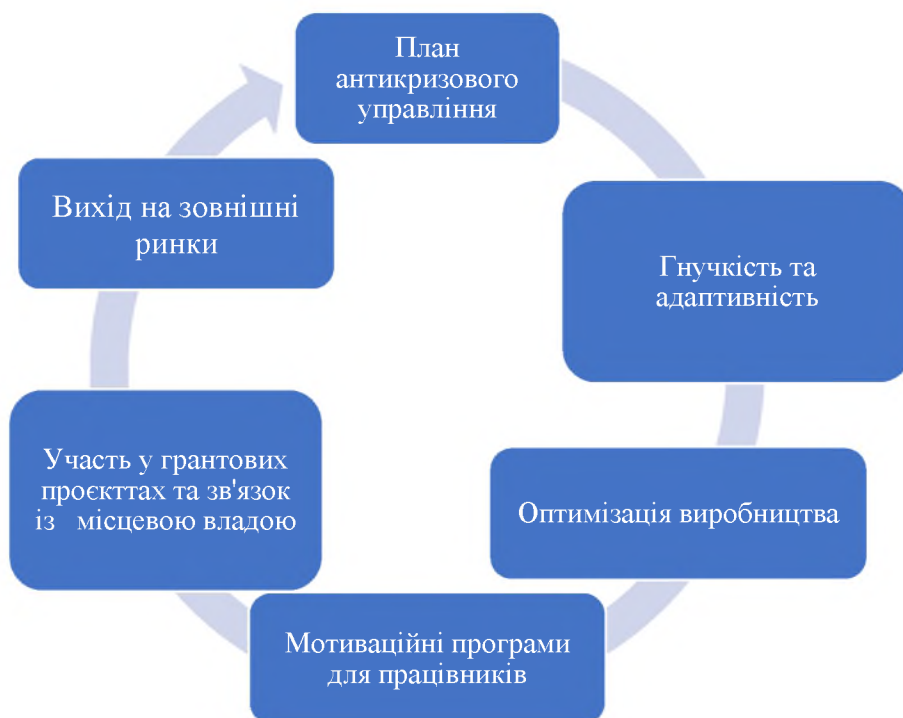 План
антикризового
управління
Гнучкість та
адаптивність
Оптимізація виробництва
Мотиваційні програми
для працівників
Участь у грантових
проєкттах та зв'язок
із місцевою владою
Вихід на зовнішні
ринки